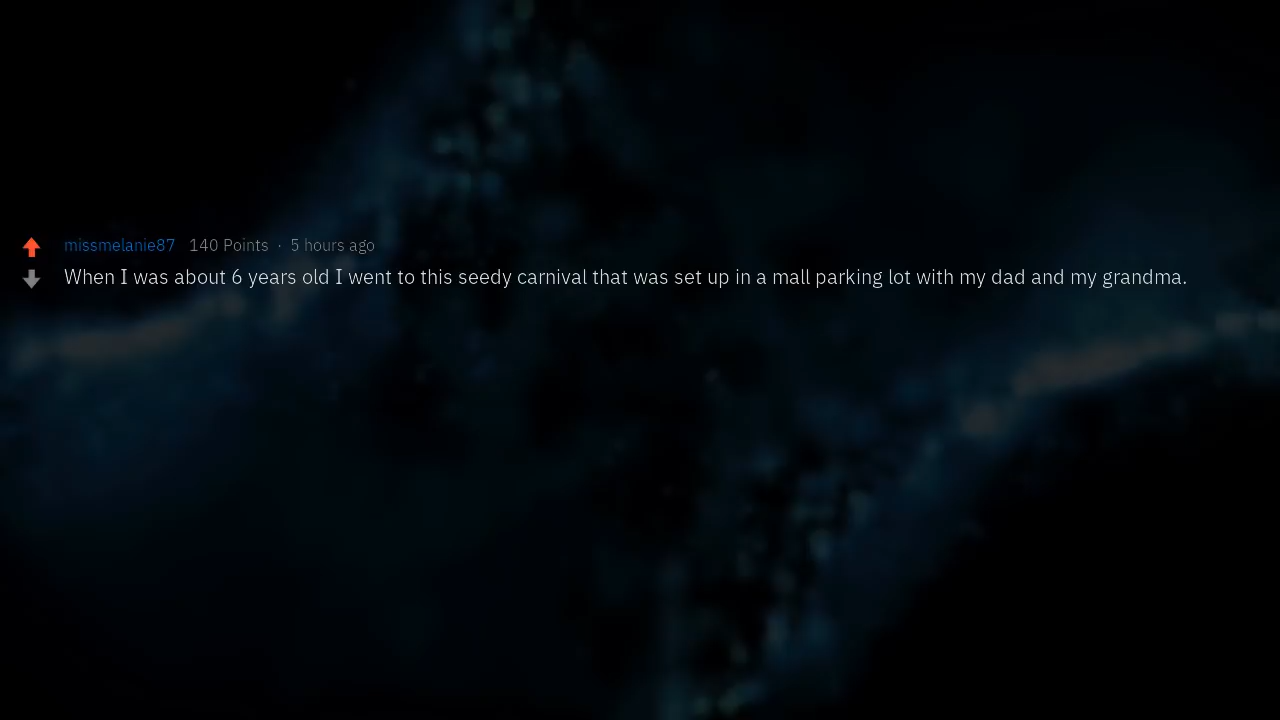 missmelanie87 140 Points · 5 hours ago
When I was about 6 years old I went to this seedy carnival that was set up in a mall parking lot with my dad and my grandma.